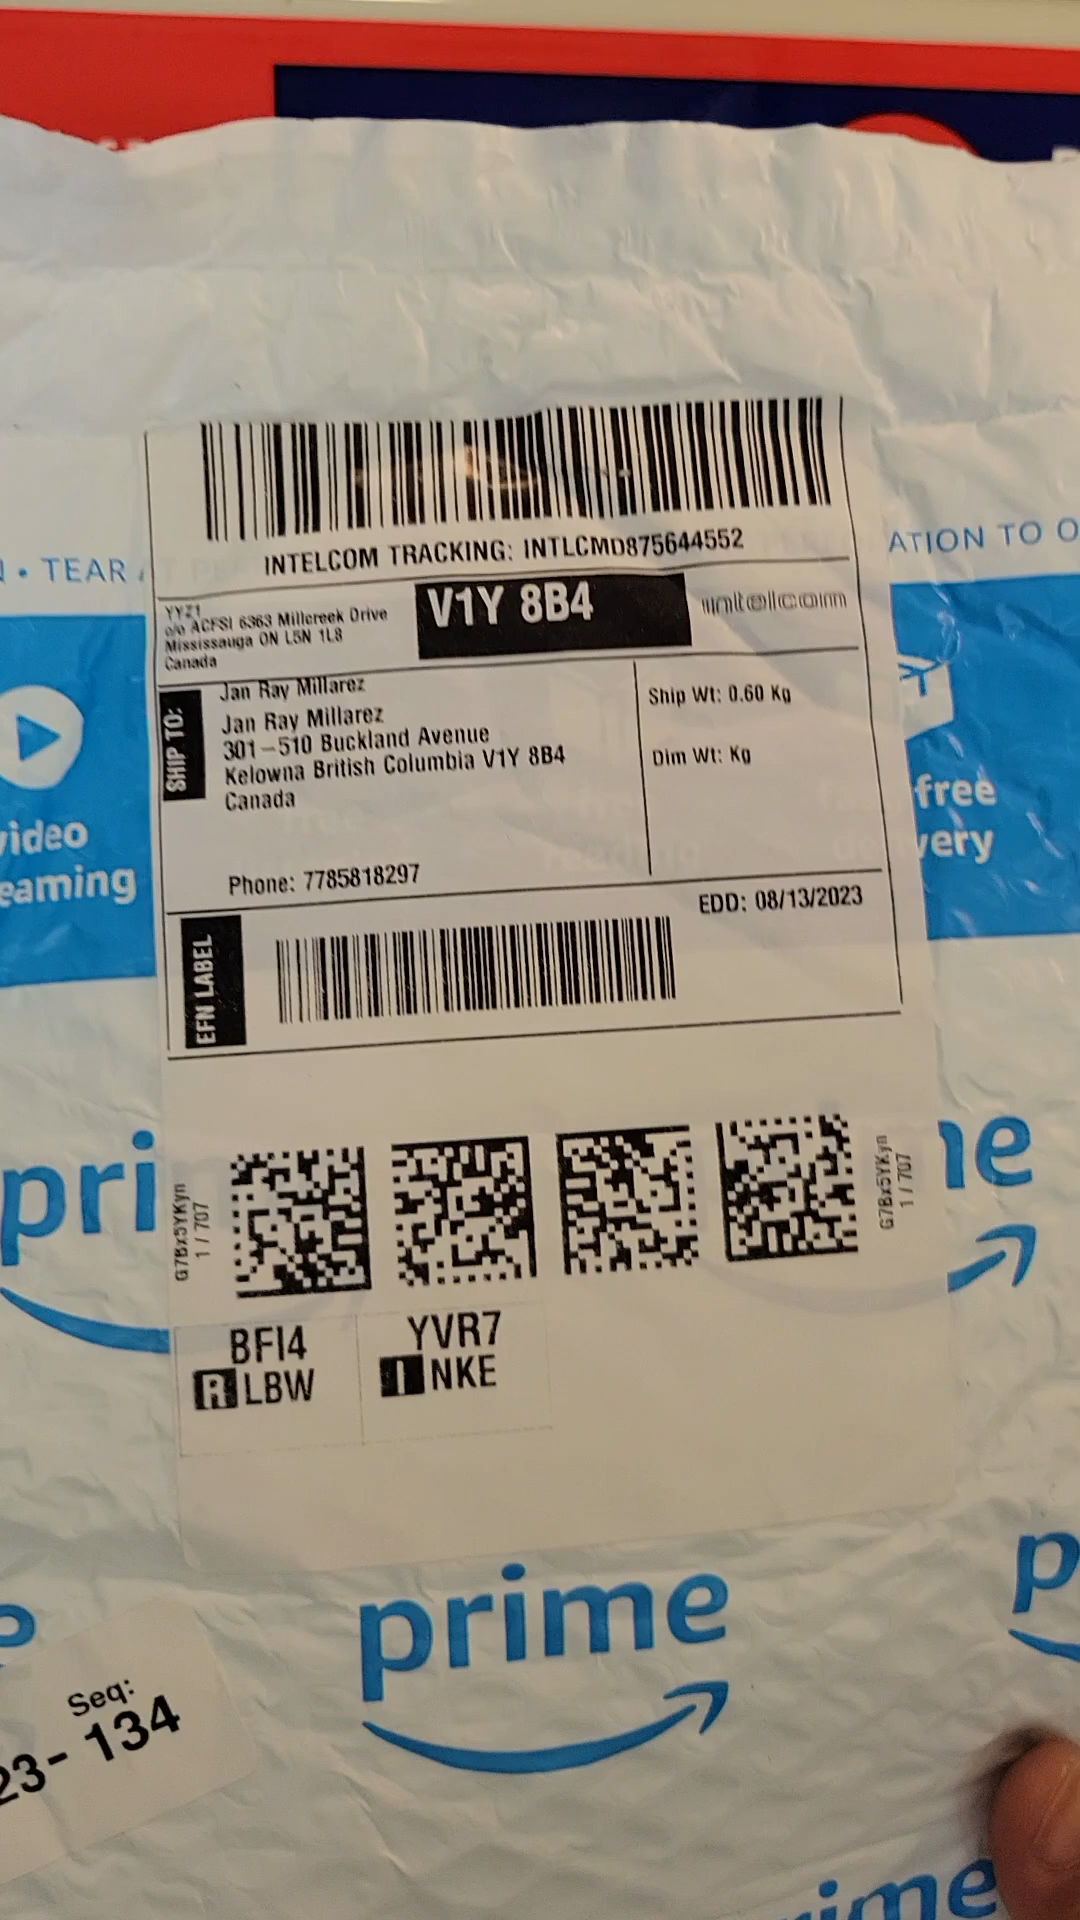 • TEAR
ATION TO O
INTELCOM TRACKING: INTLCMD875644552
YYZ1
c/o ACFSI 6363 Millcreek Drive
Mississauga ON L5N 1L8
Canada
V1Y 8B4
intelcom
SHIP TO:
Jan Ray Millarez
Jan Ray Millarez
301-510 Buckland Avenue
Kelowna British Columbia V1Y 8B4
Canada
Phone: 7785818297
Ship Wt: 0.60 Kg
Dim Wt: Kg
video
eaming
free
very
EDD: 08/13/2023
EFN LABEL
pri
me
G7Bx5YKyn
1 / 707
G7Bx5YKyn
1 / 707
BFI4
R LBW
YVR7
I NKE
prime
p
Seq:
23- 134
ime